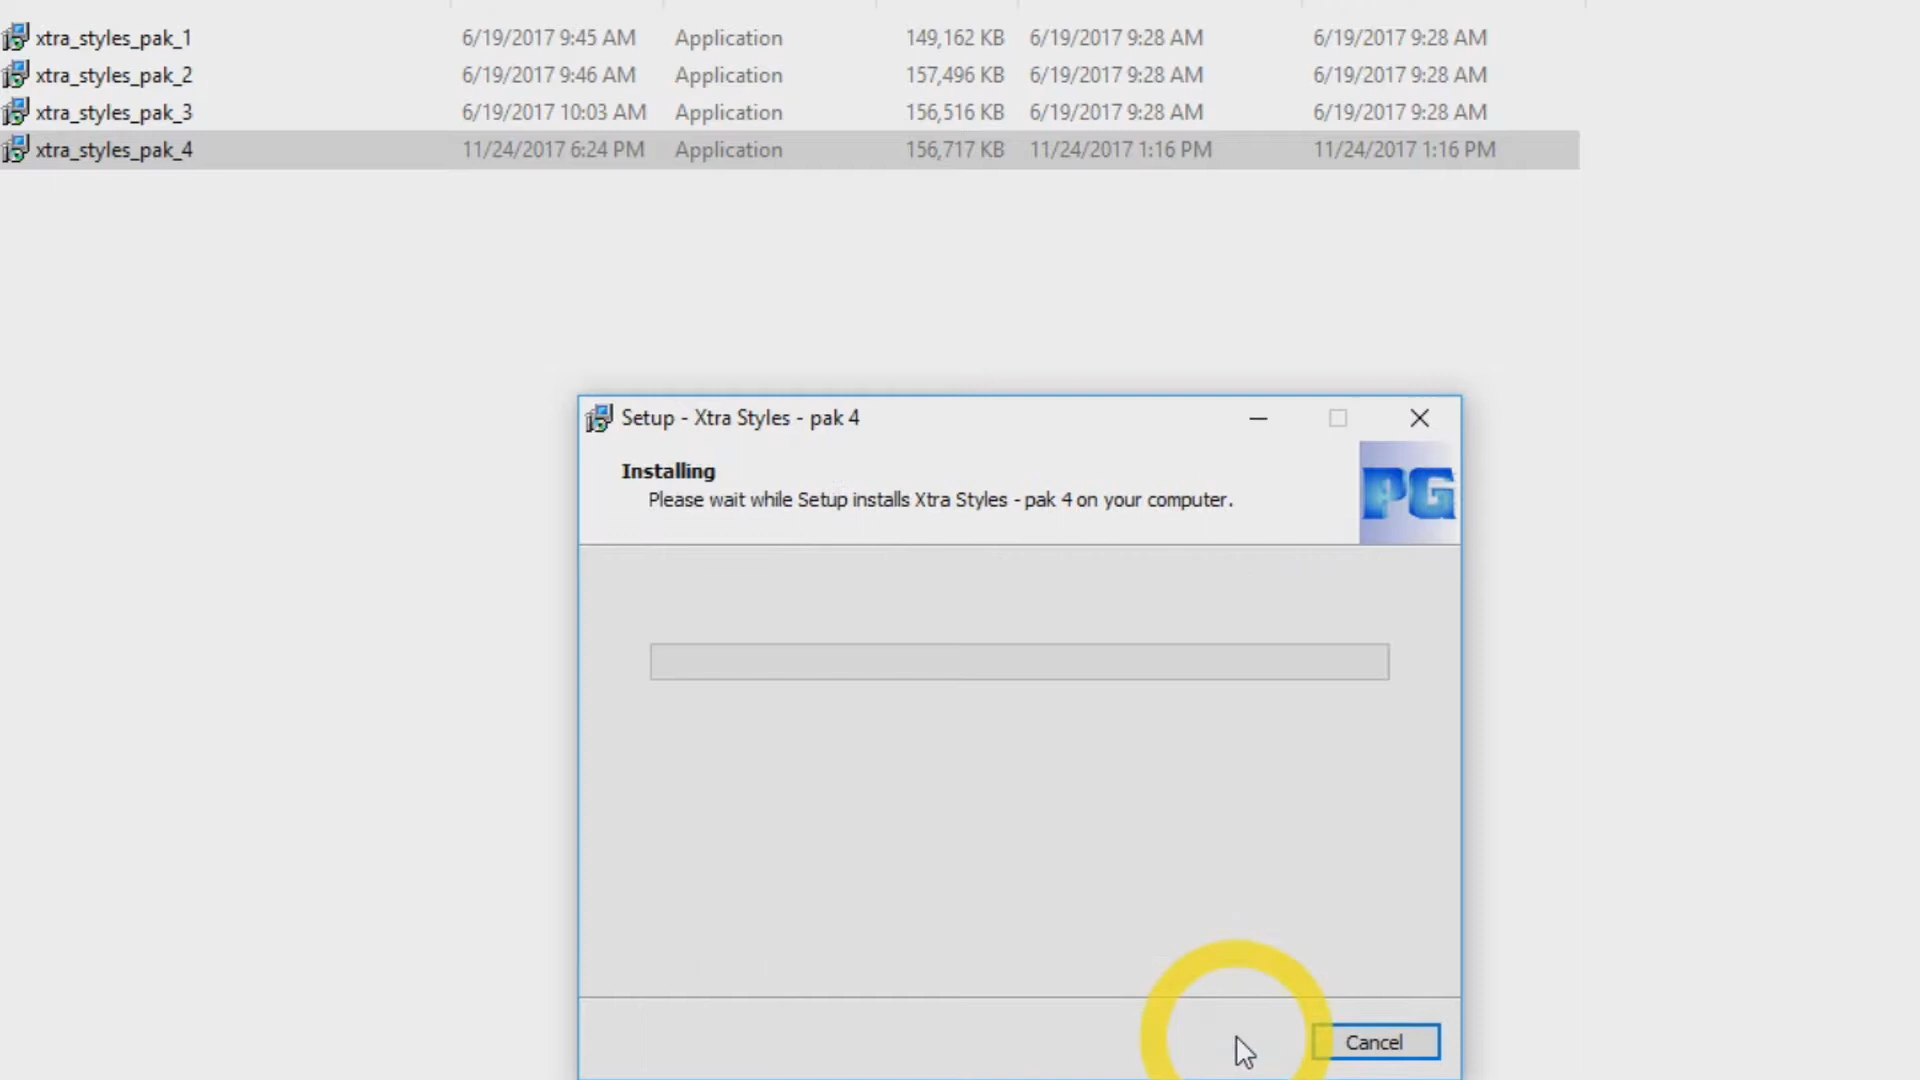 xtra_styles_pak_1 6/19/2017 9:45 AM Application 149,162 KB 6/19/2017 9:28 AM 6/19/2017 9:28 AM
xtra_styles_pak_2 6/19/2017 9:46 AM Application 157,496 KB 6/19/2017 9:28 AM 6/19/2017 9:28 AM
xtra_styles_pak_3 6/19/2017 10:03 AM Application 156,516 KB 6/19/2017 9:28 AM 6/19/2017 9:28 AM
xtra_styles_pak_4 11/24/2017 6:24 PM Application 156,717 KB 11/24/2017 1:16 PM 11/24/2017 1:16 PM
Setup - Xtra Styles - pak 4
Installing
Please wait while Setup installs Xtra Styles - pak 4 on your computer.
PG
Cancel